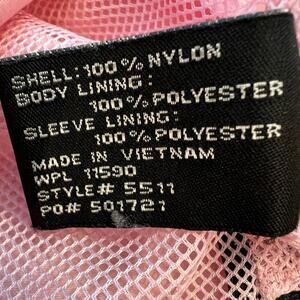 SHELL: 100% NYLON
BODY LINING:
100% POLYESTER
SLEEVE LINING:
100% POLYESTER
MADE IN VIETNAM
WPL 11590
STYLE# 5511
PO# 501721